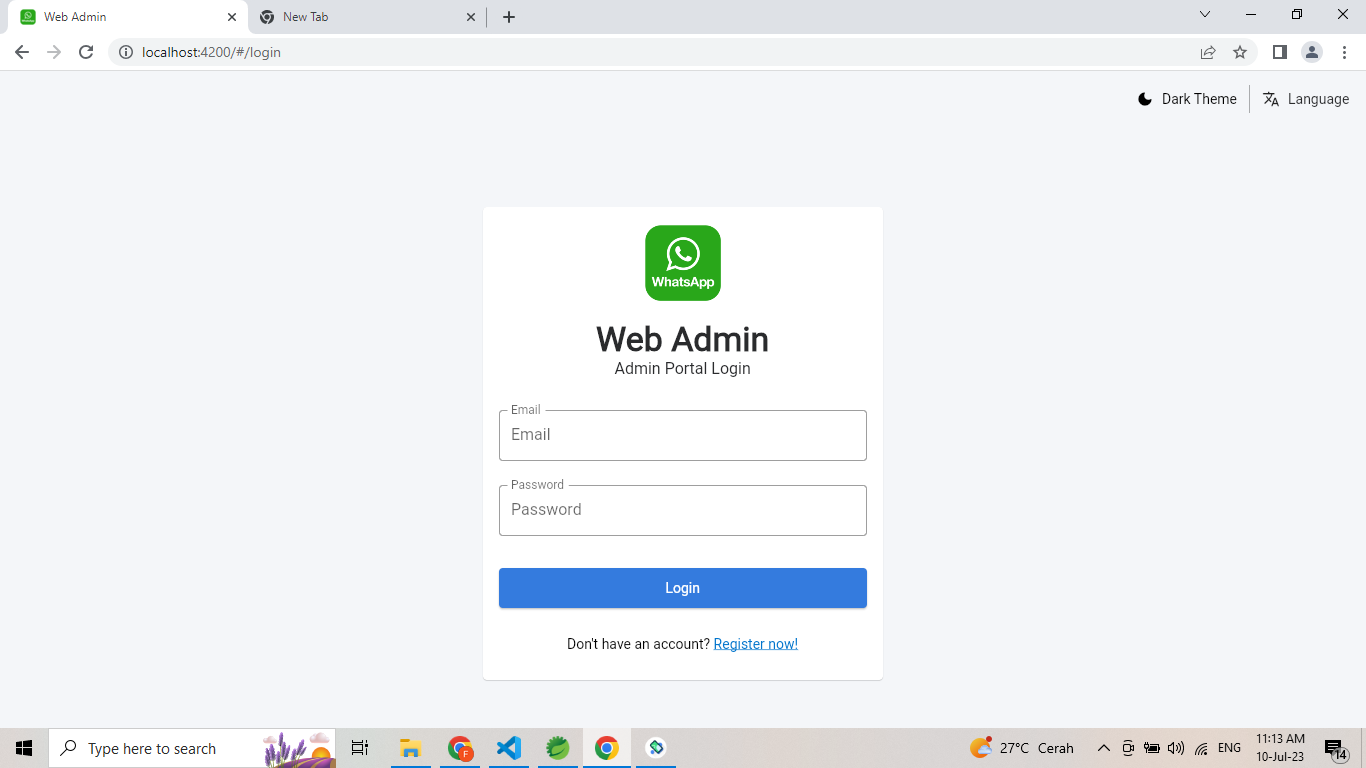 Web Admin
New Tab
localhost:4200/#/login
Dark Theme
Language
WhatsApp
Web Admin
Admin Portal Login
Email
Email
Password
Password
Login
Don't have an account? Register now!
Type here to search
F
27°C Cerah
ENG
11:13 AM
10-Jul-23
14